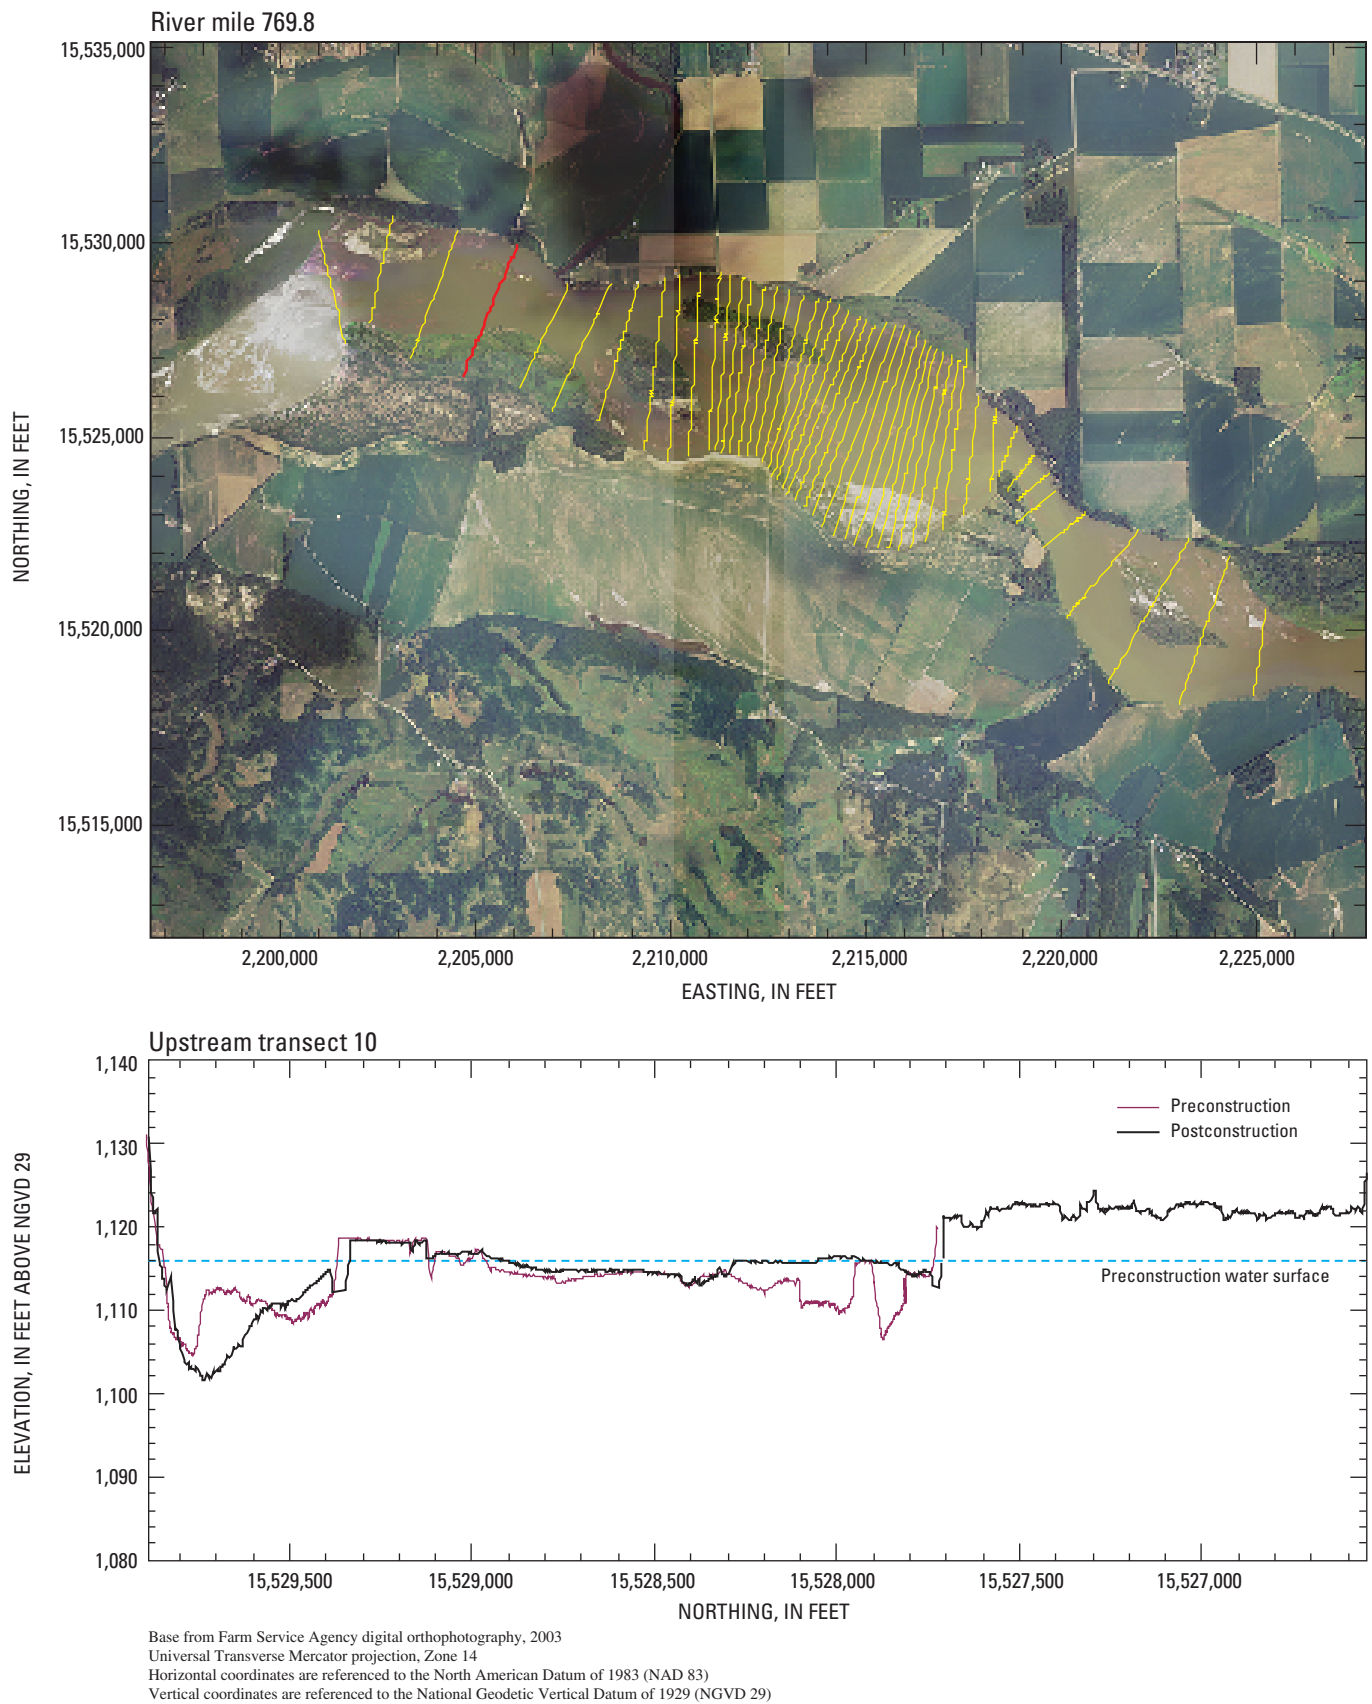 River mile 769.8
15,535,000
15,530,000
15,525,000
15,520,000
15,515,000
NORTHING, IN FEET
2,200,000
2,205,000
2,210,000
2,215,000
2,220,000
2,225,000
EASTING, IN FEET
Upstream transect 10
1,140
1,130
1,120
1,110
1,100
1,090
1,080
ELEVATION, IN FEET ABOVE NGVD 29
Preconstruction
Postconstruction
Preconstruction water surface
15,529,500
15,529,000
15,528,500
15,528,000
15,527,500
15,527,000
NORTHING, IN FEET
Base from Farm Service Agency digital orthophotography, 2003
Universal Transverse Mercator projection, Zone 14
Horizontal coordinates are referenced to the North American Datum of 1983 (NAD 83)
Vertical coordinates are referenced to the National Geodetic Vertical Datum of 1929 (NGVD 29)